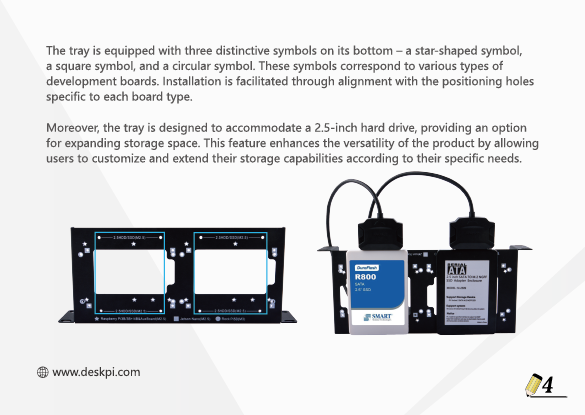 The tray is equipped with three distinctive symbols on its bottom – a star-shaped symbol,
a square symbol, and a circular symbol. These symbols correspond to various types of
development boards. Installation is facilitated through alignment with the positioning holes
specific to each board type.
Moreover, the tray is designed to accommodate a 2.5-inch hard drive, providing an option
for expanding storage space. This feature enhances the versatility of the product by allowing
users to customize and extend their storage capabilities according to their specific needs.
DuraFlash
R800
SATA
2.5" SSD
SMART
SERIAL
ATA
www.deskpi.com
4